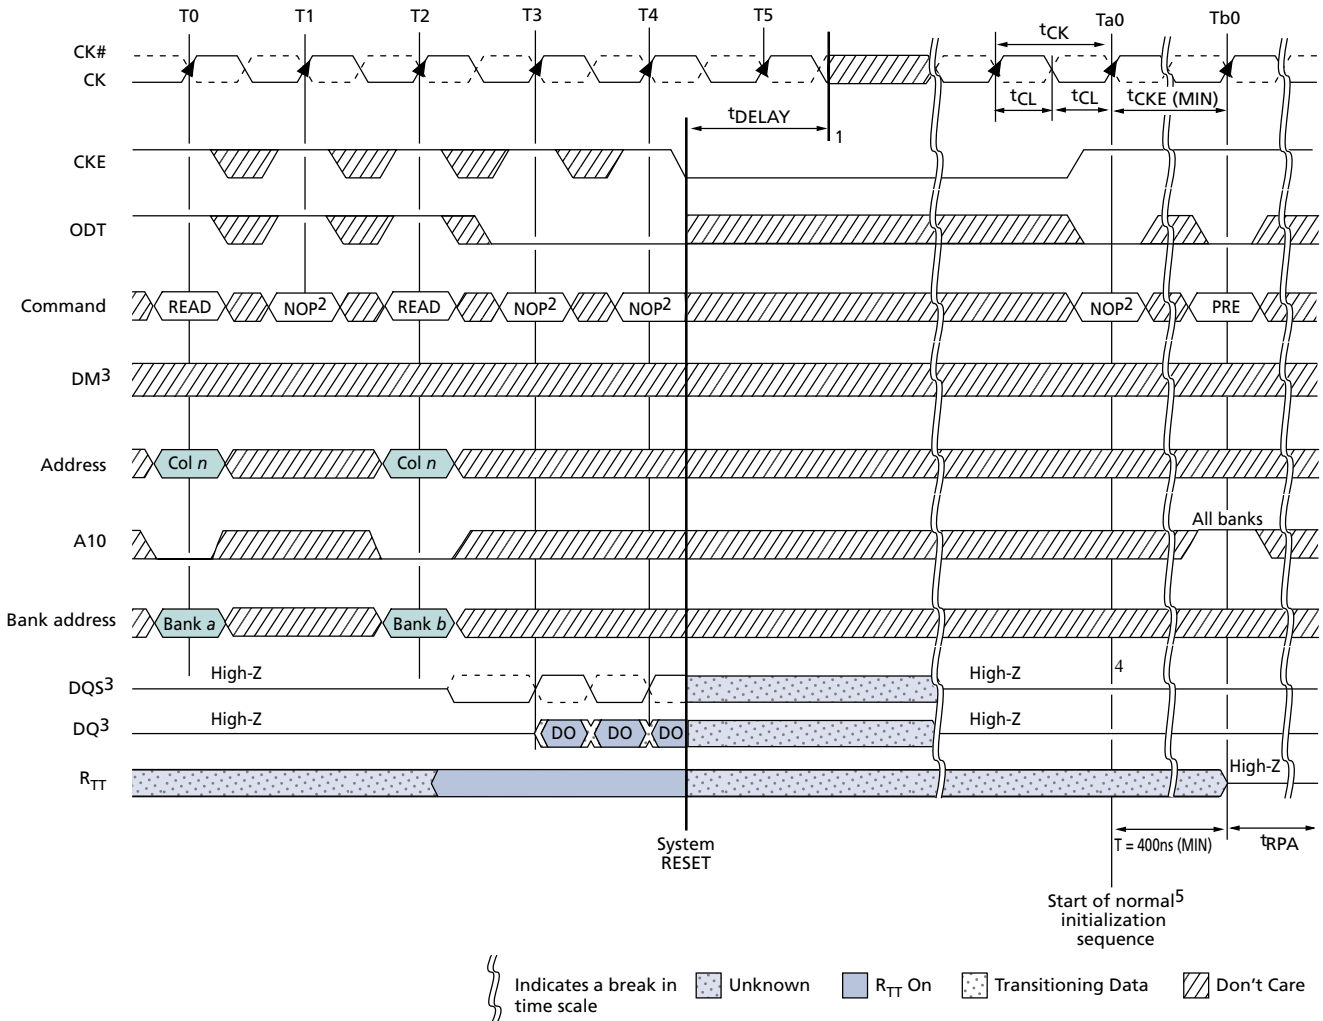 T0 T1 T2 T3 T4 T5 Ta0 Tb0
CK#
CK
tCK
tCL tCL tCKE (MIN)
tDELAY
1
CKE
ODT
Command READ NOP2 READ NOP2 NOP2 NOP2 PRE
DM3
Address Col n Col n
A10 All banks
Bank address Bank a Bank b
DQS3 High-Z High-Z 4
DQ3 High-Z DO DO DO High-Z
RTT High-Z
System
RESET
T = 400ns (MIN) tRPA
Start of normal5
initialization
sequence
Indicates a break in
time scale
Unknown
RTT On
Transitioning Data
Don't Care